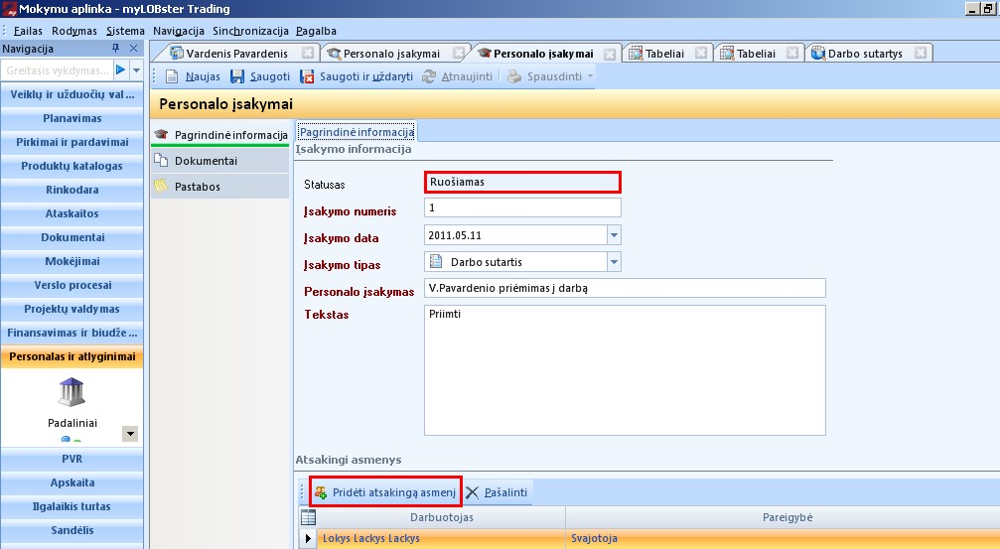 Mokymu aplinka - myLOBster Trading
Failas Rodymas Sistema Navigacija Sinchronizacija Pagalba
Navigacija
Greitasis vykdymas...
Veiklų ir užduočių val ...
Planavimas
Pirkimai ir pardavimai
Produktų katalogas
Rinkodara
Ataskaitos
Dokumentai
Mokėjimai
Verslo procesai
Projektų valdymas
Finansavimas ir biudže ...
Personalas ir atlyginimai
Padaliniai
PVR
Apskaita
Ilgalaikis turtas
Sandėlis
Vardenis Pavardenis
Personalo įsakymai
Personalo įsakymai
Tabeliai
Tabeliai
Darbo sutartys
Naujas Saugoti Saugoti ir uždaryti Atnaujinti Spausdinti
Personalo įsakymai
Pagrindinė informacija
Dokumentai
Pastabos
Pagrindinė informacija
Įsakymo informacija
Statusas Ruošiamas
Įsakymo numeris 1
Įsakymo data 2011.05.11
Įsakymo tipas Darbo sutartis
Personalo įsakymas V.Pavardenio priėmimas į darbą
Tekstas Priimti
Atsakingi asmenys
Pridėti atsakingą asmenį Pašalinti
Darbuotojas Pareigybė
Lokys Lackys Lackys Svajotoja